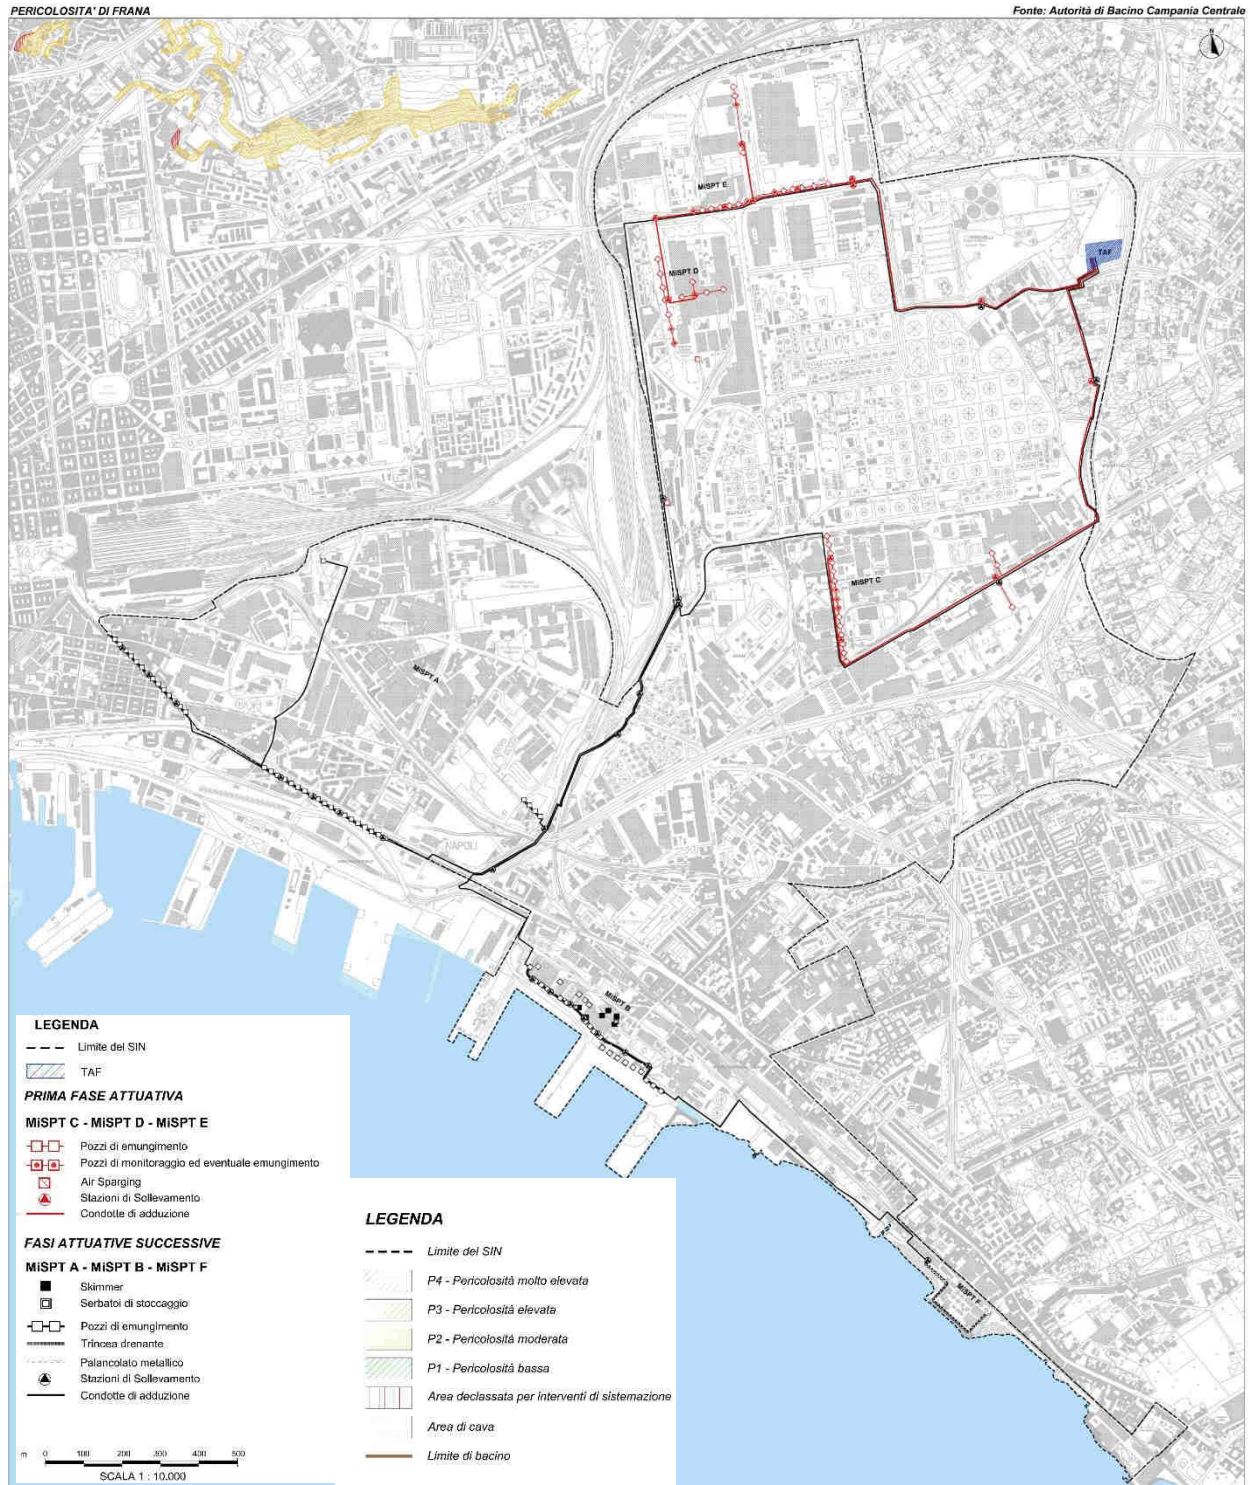 PERICOLOSITA' DI FRANA
Fonte: Autorità di Bacino Campania Centrale
N
MiSPT E
TAF
MiSPT D
MiSPT C
MiSPT A
NAPOLI
MiSPT B
MiSPT F
LEGENDA
Limite del SIN
TAF
PRIMA FASE ATTUATIVA
MiSPT C - MiSPT D - MiSPT E
Pozzi di emungimento
Pozzi di monitoraggio ed eventuale emungimento
Air Sparging
Stazioni di Sollevamento
Condotte di adduzione
FASI ATTUATIVE SUCCESSIVE
MiSPT A - MiSPT B - MiSPT F
Skimmer
Serbatoi di stoccaggio
Pozzi di emungimento
Trincea drenante
Palancolato metallico
Stazioni di Sollevamento
Condotte di adduzione
m 0 100 200 300 400 500
SCALA 1 : 10.000
LEGENDA
Limite del SIN
P4 - Pericolosità molto elevata
P3 - Pericolosità elevata
P2 - Pericolosità moderata
P1 - Pericolosità bassa
Area declassata per interventi di sistemazione
Area di cava
Limite di bacino